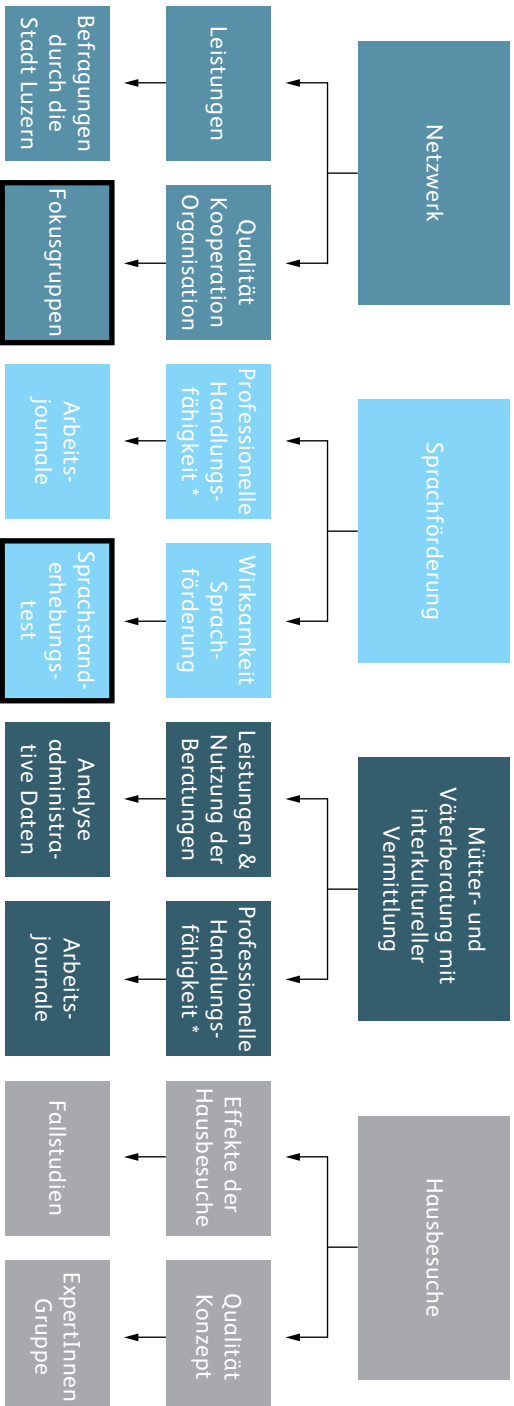 Netzwerk
Sprachförderung
Mütter- und
Väterberatung mit
interkultureller
Vermittlung
Hausbesuche
Leistungen
Qualität
Kooperation
Organisation
Professionelle
Handlungs-
fähigkeit *
Wirksamkeit
Sprach-
förderung
Leistungen &
Nutzung der
Beratungen
Professionelle
Handlungs-
fähigkeit *
Effekte der
Hausbesuche
Qualität
Konzept
Befragungen
durch die
Stadt Luzern
Fokusgruppen
Arbeits-
journale
Sprachstand-
erhebungs-
test
Analyse
administra-
tive Daten
Arbeits-
journale
Fallstudien
ExpertInnen
Gruppe